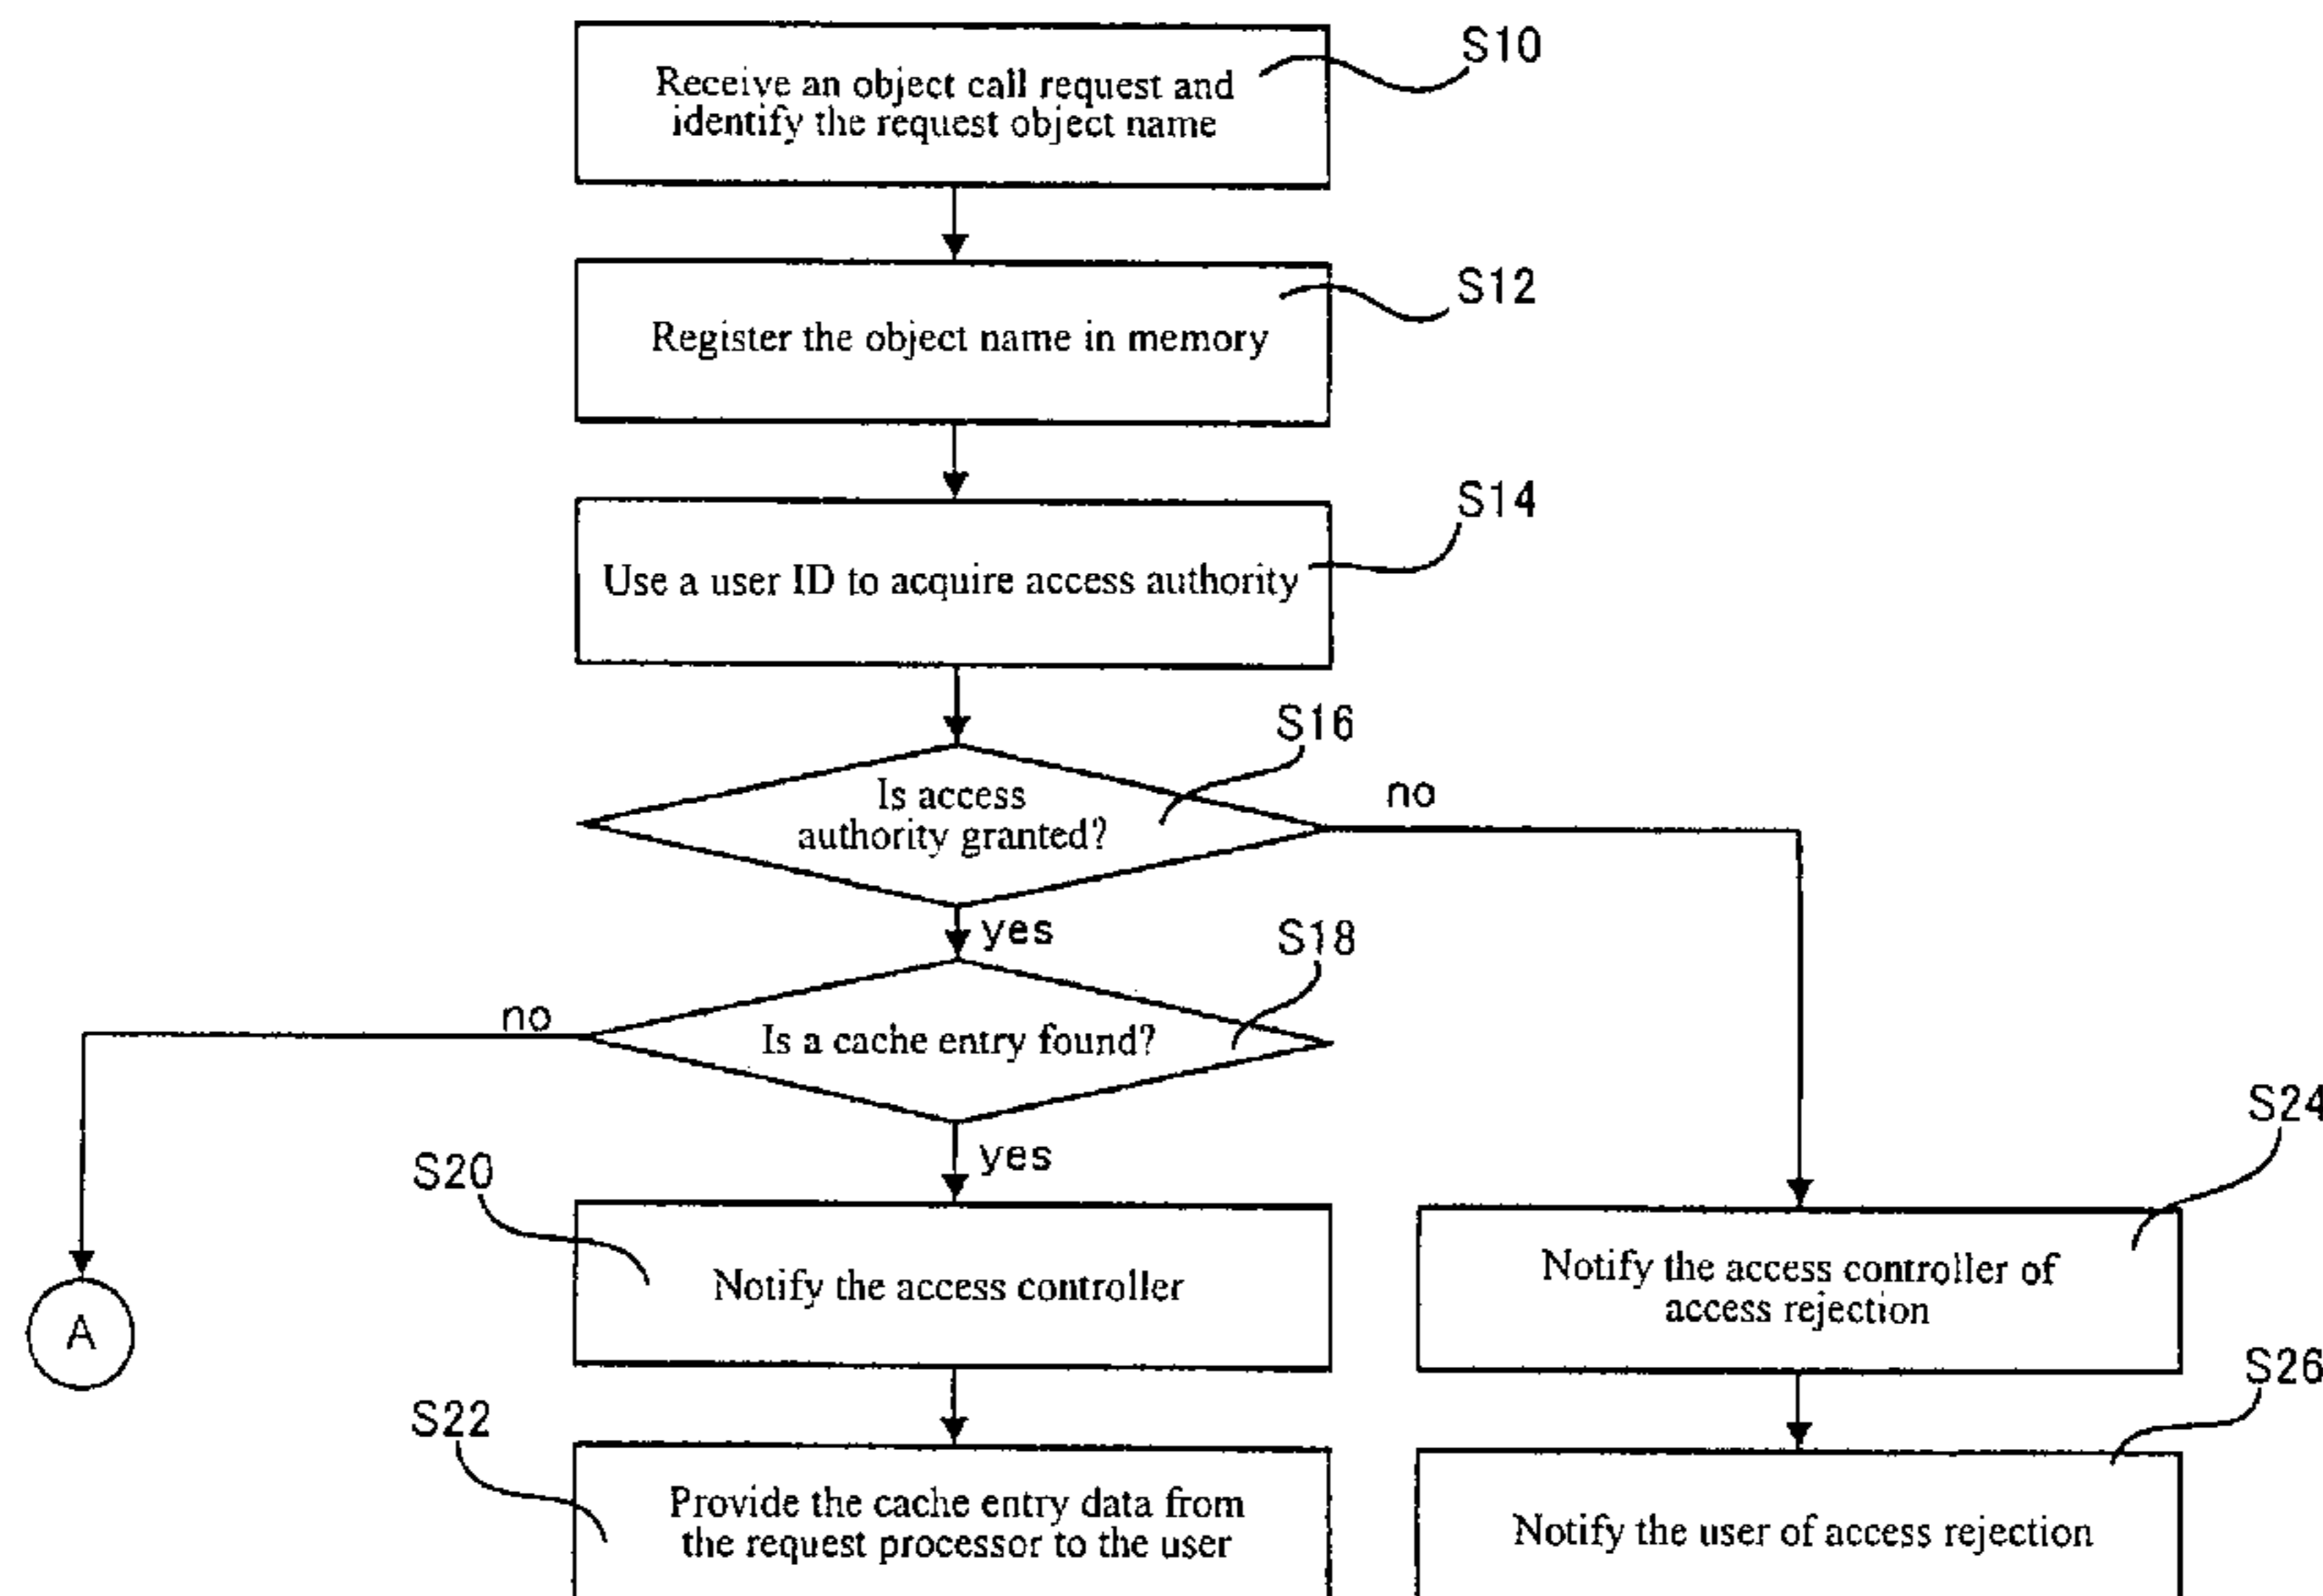 S10
Receive an object call request and
identify the request object name
S12
Register the object name in memory
S14
Use a user ID to acquire access authority
S16
Is access
authority granted?
no
yes
S18
no
Is a cache entry found?
yes
S20
Notify the access controller
S24
Notify the access controller of
access rejection
A
S22
Provide the cache entry data from
the request processor to the user
S26
Notify the user of access rejection